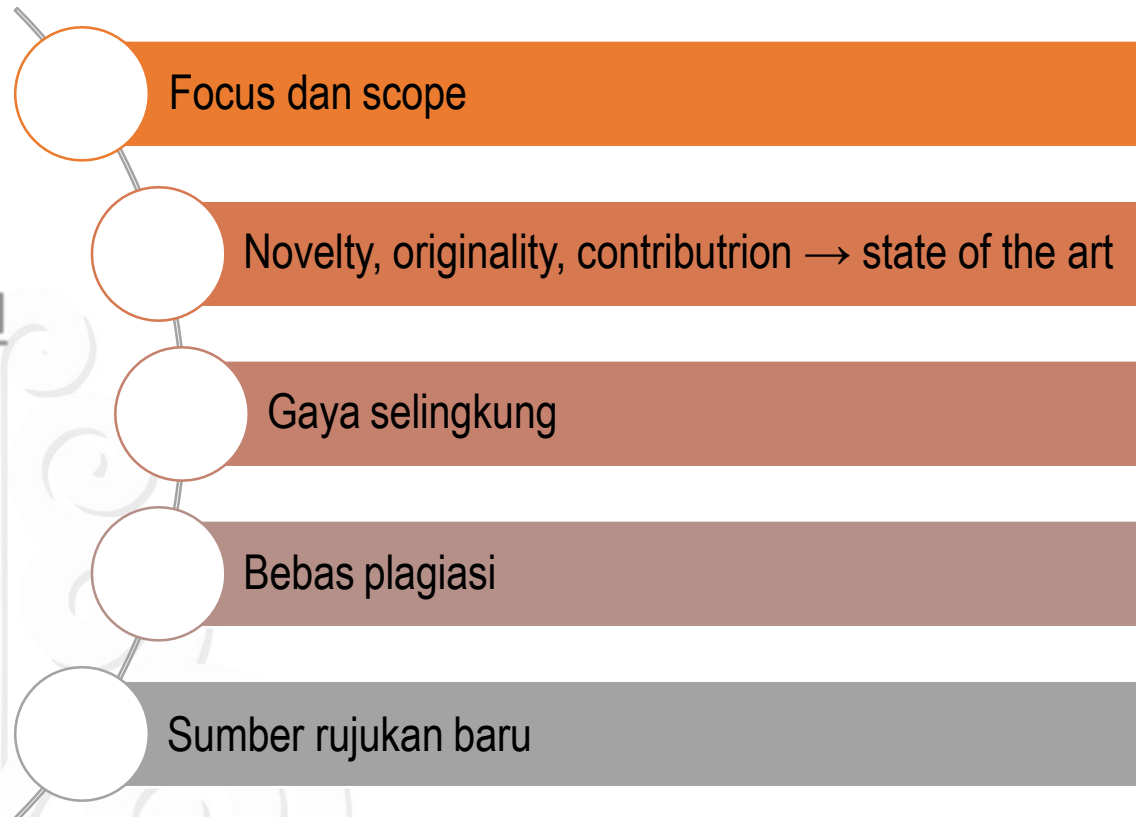 Focus dan scope
Novelty, originality, contributrion → state of the art
Gaya selingkung
Bebas plagiasi
Sumber rujukan baru